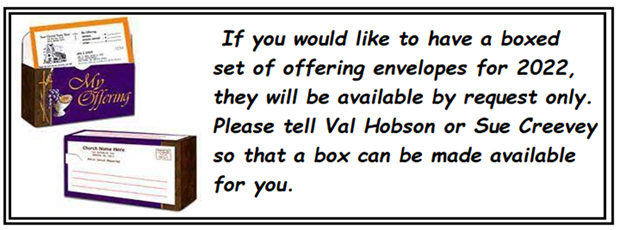 My
Offering
Church Name Here
If you would like to have a boxed
set of offering envelopes for 2022,
they will be available by request only.
Please tell Val Hobson or Sue Creevey
so that a box can be made available
for you.